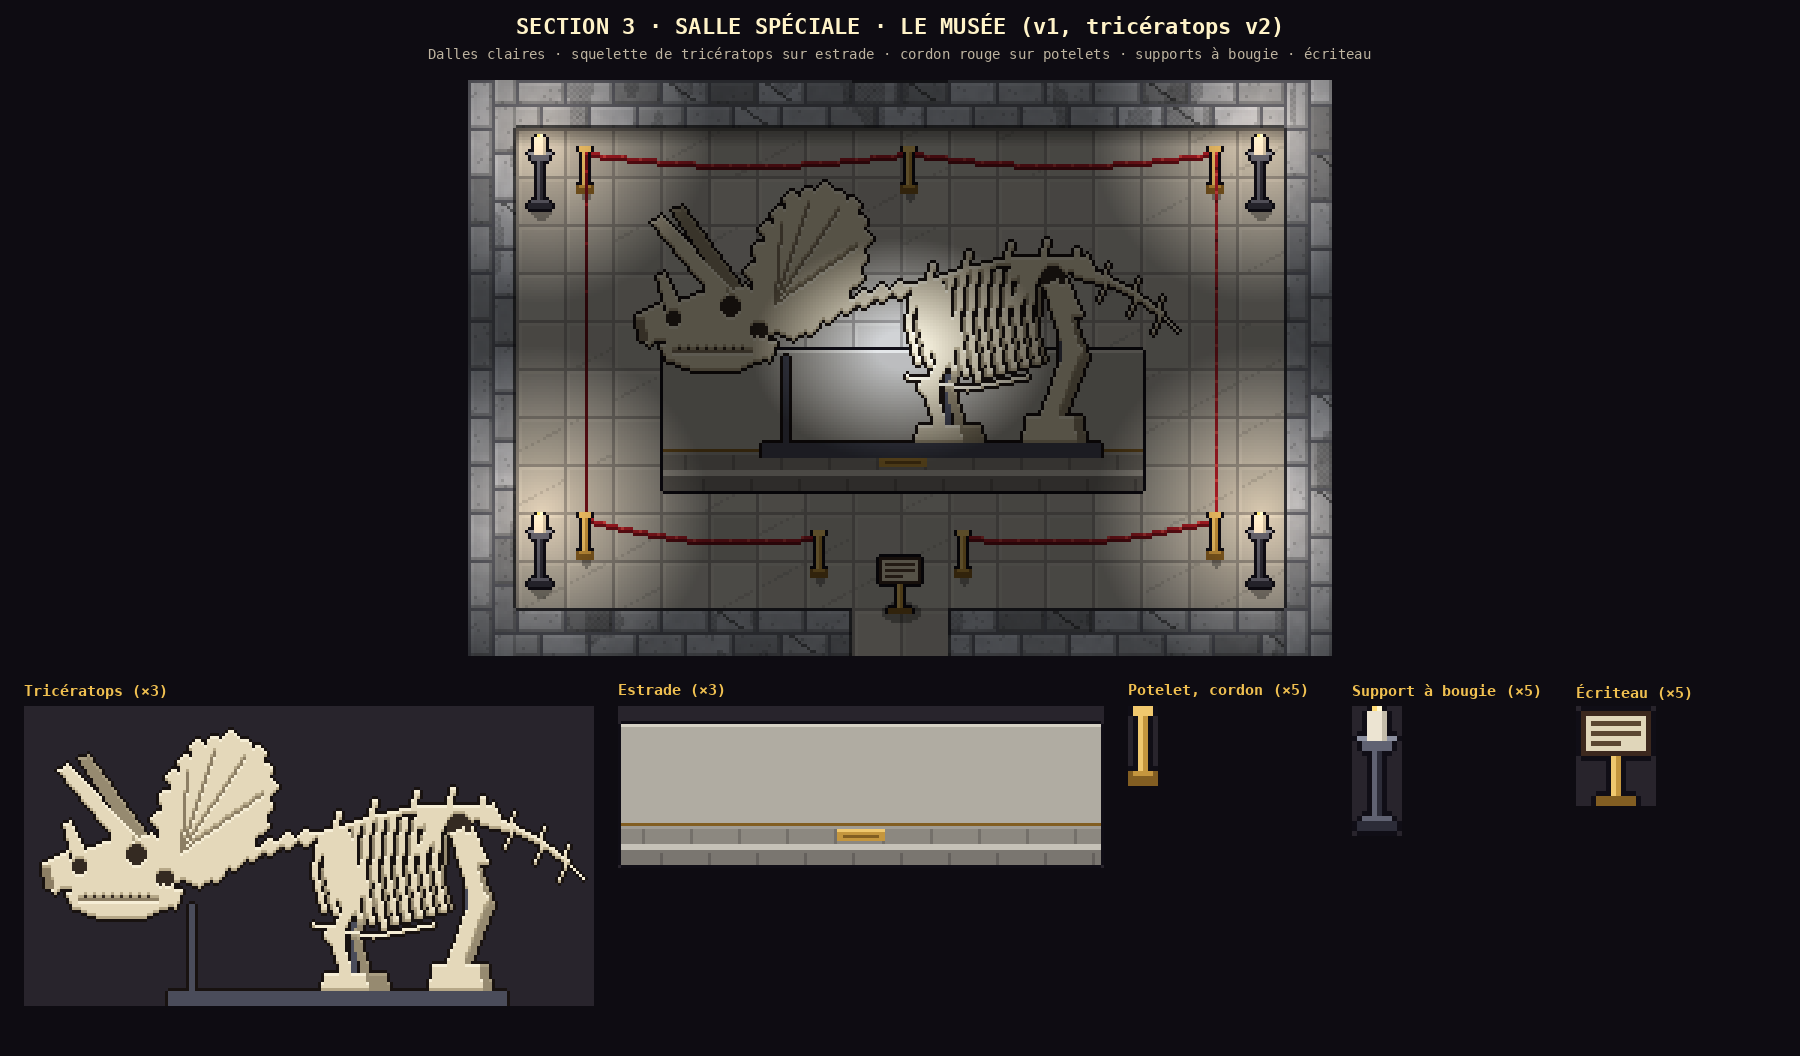 SECTION 3 · SALLE SPÉCIALE · LE MUSÉE (v1, tricératops v2)
Dalles claires · squelette de tricératops sur estrade · cordon rouge sur potelets · supports à bougie · écriteau
Tricératops (×3)
Estrade (×3)
Potelet, cordon (×5)
Support à bougie (×5)
Écriteau (×5)